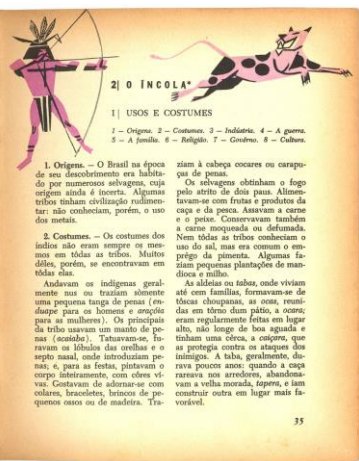 2| O ÍNCOLA*
I | USOS E COSTUMES
1 — Origens. 2 — Costumes. 3 — Indústria. 4 — A guerra.
5 — A família. 6 — Religião. 7 — Govêrno. 8 — Cultura.
1. Origens. — O Brasil na época
de seu descobrimento era habita-
do por numerosos selvagens, cuja
origem ainda é incerta. Algumas
tribos tinham civilização rudimen-
tar: não conheciam, porém, o uso
dos metais.
2. Costumes. — Os costumes dos
índios não eram sempre os mes-
mos em tôdas as tribos. Muitos
dêles, porém, se encontravam em
tôdas elas.
Andavam os indígenas geral-
mente nus ou traziam sòmente
uma pequena tanga de penas (en-
duape para os homens e araçóia
para as mulheres). Os principais
da tribo usavam um manto de pe-
nas (acaiaba). Tatuavam-se, fu-
ravam os lóbulos das orelhas e o
septo nasal, onde introduziam pe-
nas; e, para as festas, pintavam o
corpo inteiramente, com côres vi-
vas. Gostavam de adornar-se com
colares, braceletes, brincos de pe-
quenos ossos ou de madeira. Tra-
ziam à cabeça cocares ou carapu-
ças de penas.
Os selvagens obtinham o fogo
pelo atrito de dois paus. Alimen-
tavam-se com frutas e produtos da
caça e da pesca. Assavam a carne
e o peixe. Conservavam também
a carne moqueada ou defumada.
Nem tôdas as tribos conheciam o
uso do sal, mas era comum o em-
prêgo da pimenta. Algumas fa-
ziam pequenas plantações de man-
dioca e milho.
As aldeias ou tabas, onde viviam
até cem famílias, formavam-se de
tôscas choupanas, as ocas, reuni-
das em tôrno dum pátio, a ocara;
eram regularmente feitas em lugar
alto, não longe de boa aguada e
tinham uma cêrca, a caiçara, que
as protegia contra os ataques dos
inimigos. A taba, geralmente, du-
rava poucos anos: quando a caça
rareava nos arredores, abandona-
vam a velha morada, tapera, e iam
construir outra em lugar mais fa-
vorável.
35